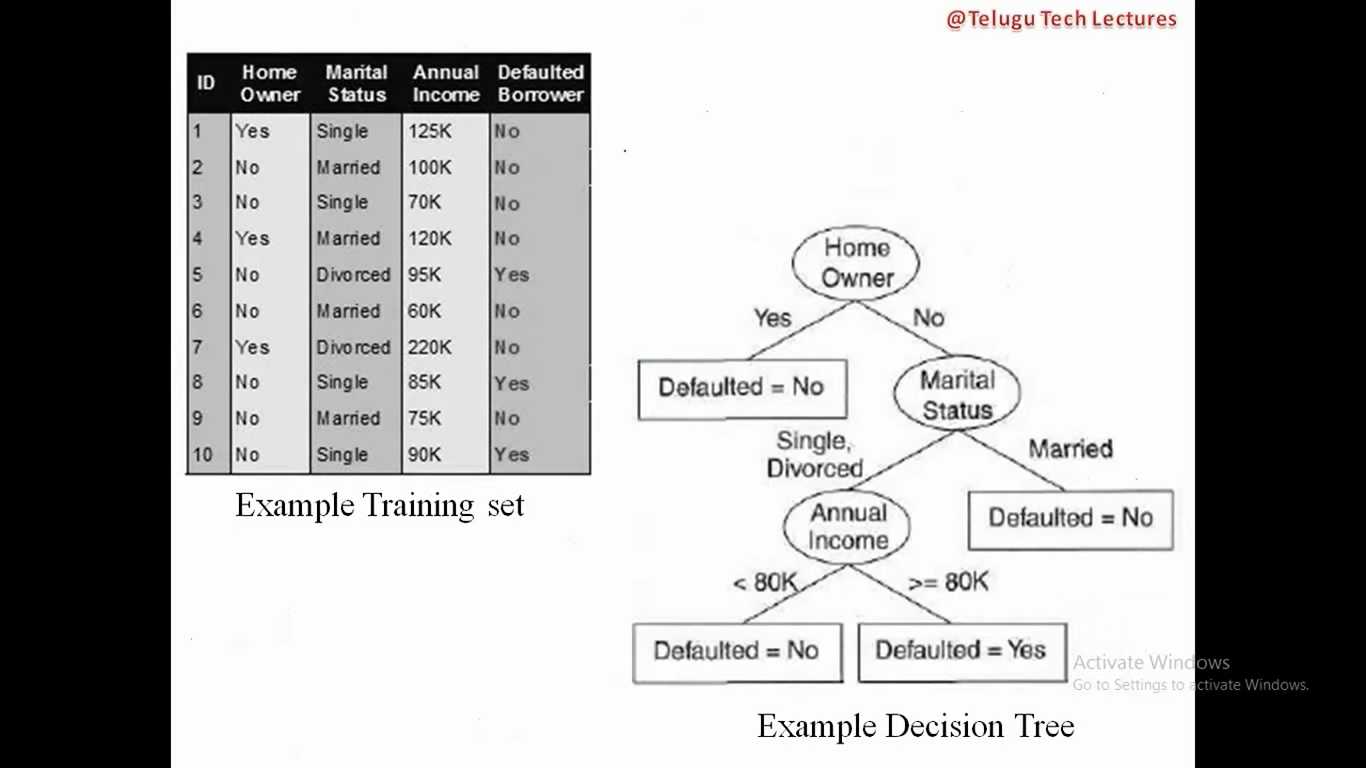 @Telugu Tech Lectures
ID Home Owner Marital Status Annual Income Defaulted Borrower
1 Yes Single 125K No
2 No Married 100K No
3 No Single 70K No
4 Yes Married 120K No
5 No Divorced 95K Yes
6 No Married 60K No
7 Yes Divorced 220K No
8 No Single 85K Yes
9 No Married 75K No
10 No Single 90K Yes
Example Training set
Home
Owner
Yes
No
Defaulted = No
Marital
Status
Single,
Divorced
Married
Annual
Income
Defaulted = No
< 80K
>= 80K
Defaulted = No
Defaulted = Yes
Example Decision Tree
Activate Windows
Go to Settings to activate Windows.